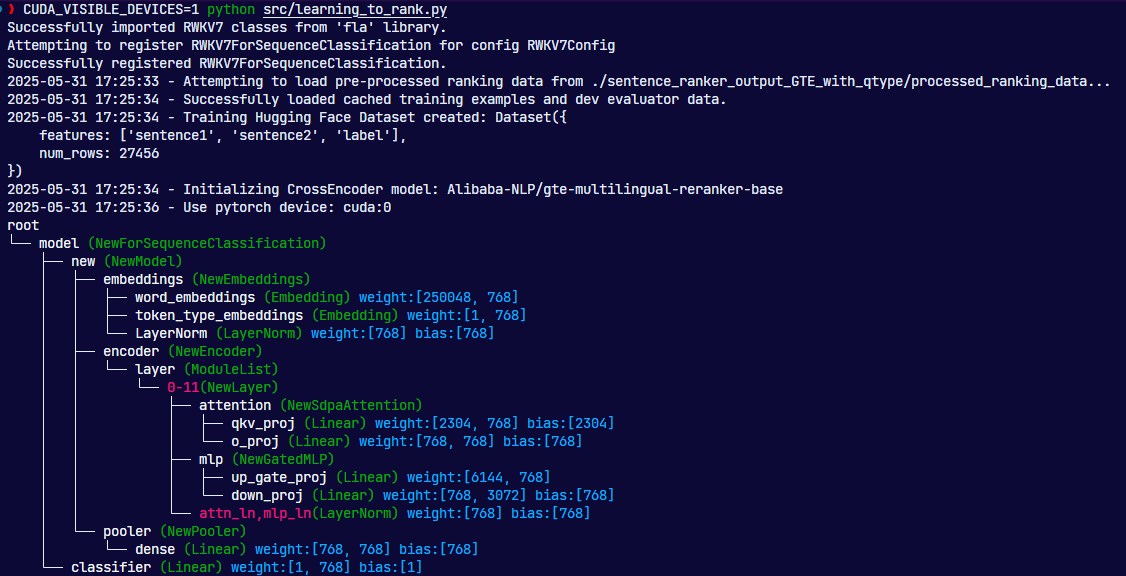 ❯ CUDA_VISIBLE_DEVICES=1 python src/learning_to_rank.py
Successfully imported RWKV7 classes from 'fla' library.
Attempting to register RWKV7ForSequenceClassification for config RWKV7Config
Successfully registered RWKV7ForSequenceClassification.
2025-05-31 17:25:33 - Attempting to load pre-processed ranking data from ./sentence_ranker_output_GTE_with_qtype/processed_ranking_data...
2025-05-31 17:25:34 - Successfully loaded cached training examples and dev evaluator data.
2025-05-31 17:25:34 - Training Hugging Face Dataset created: Dataset({
    features: ['sentence1', 'sentence2', 'label'],
    num_rows: 27456
})
2025-05-31 17:25:34 - Initializing CrossEncoder model: Alibaba-NLP/gte-multilingual-reranker-base
2025-05-31 17:25:36 - Use pytorch device: cuda:0
root
└── model (NewForSequenceClassification)
    ├── new (NewModel)
    │   ├── embeddings (NewEmbeddings)
    │   │   ├── word_embeddings (Embedding) weight:[250048, 768]
    │   │   ├── token_type_embeddings (Embedding) weight:[1, 768]
    │   │   └── LayerNorm (LayerNorm) weight:[768] bias:[768]
    │   ├── encoder (NewEncoder)
    │   │   └── layer (ModuleList)
    │   │       └── 0-11(NewLayer)
    │   │           ├── attention (NewSdpaAttention)
    │   │           │   ├── qkv_proj (Linear) weight:[2304, 768] bias:[2304]
    │   │           │   └── o_proj (Linear) weight:[768, 768] bias:[768]
    │   │           ├── mlp (NewGatedMLP)
    │   │           │   ├── up_gate_proj (Linear) weight:[6144, 768]
    │   │           │   └── down_proj (Linear) weight:[768, 3072] bias:[768]
    │   │           └── attn_ln,mlp_ln(LayerNorm) weight:[768] bias:[768]
    │   └── pooler (NewPooler)
    │       └── dense (Linear) weight:[768, 768] bias:[768]
    └── classifier (Linear) weight:[1, 768] bias:[1]